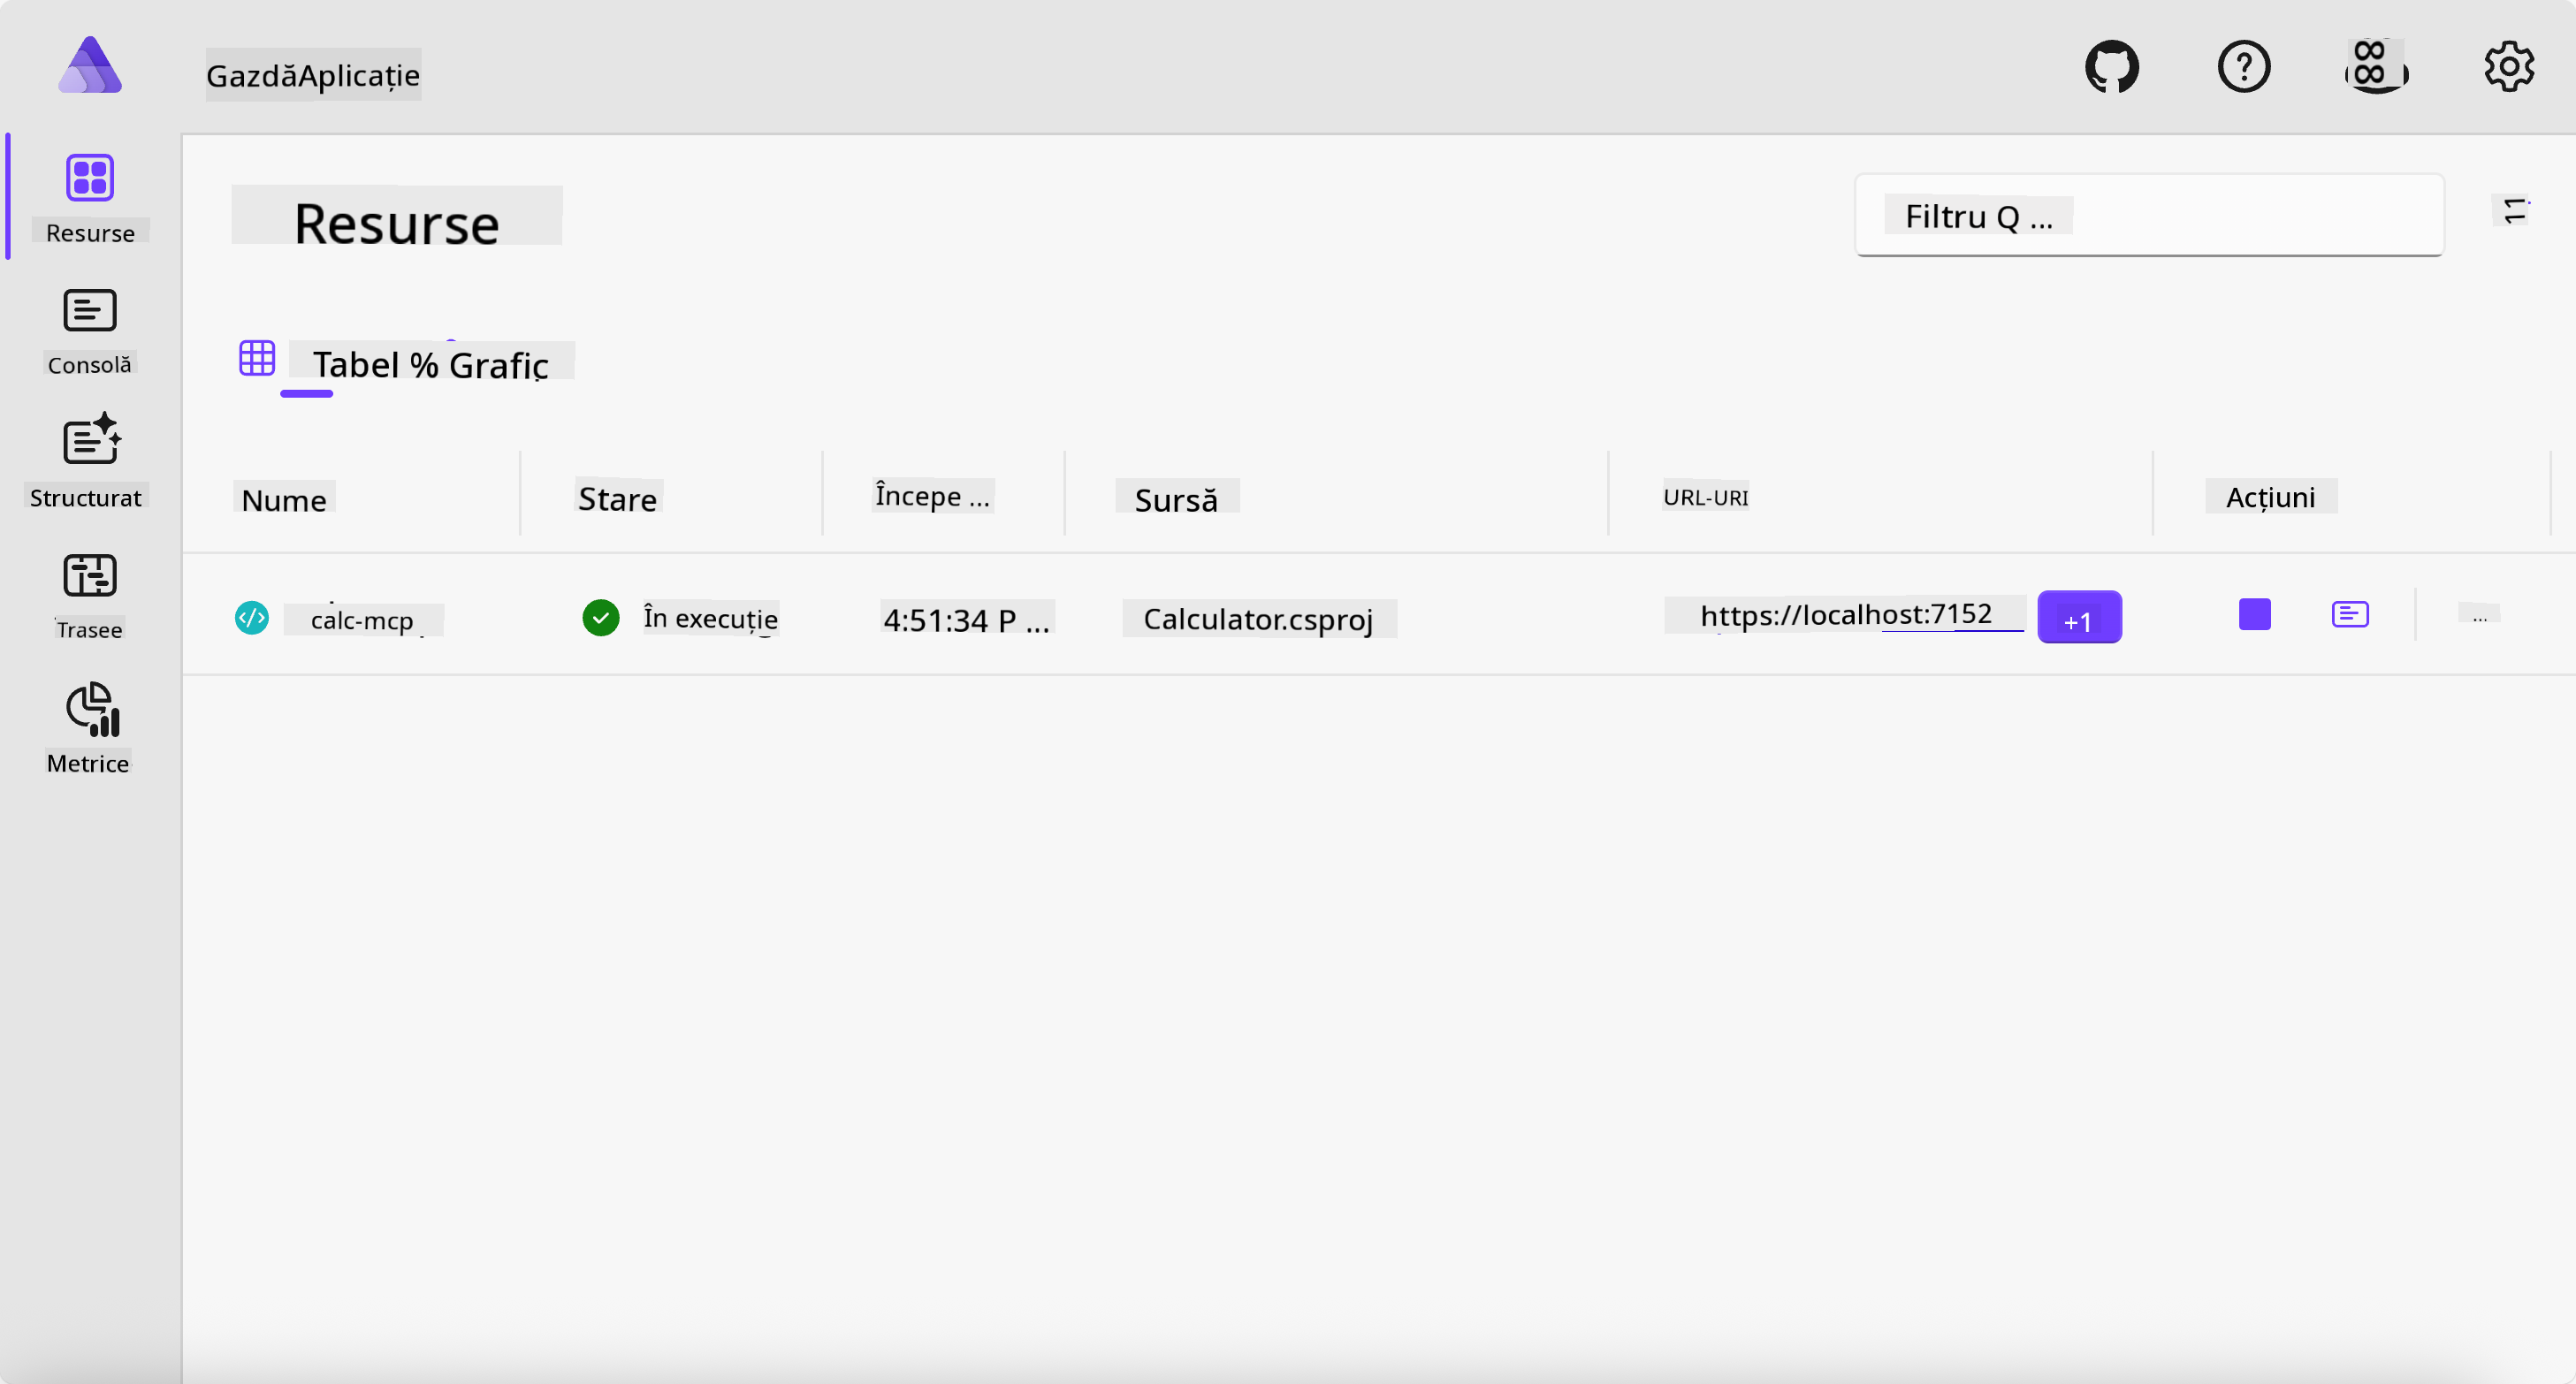 GazdăAplicație
Resurse
Consolă
Structurat
Trasee
Metrice
Resurse
Filtru Q ...
Tabel % Grafic
Nume Stare Începe ... Sursă URL-URI Acțiuni
calc-mcp În execuție 4:51:34 P ... Calculator.csproj https://localhost:7152 +1 ...